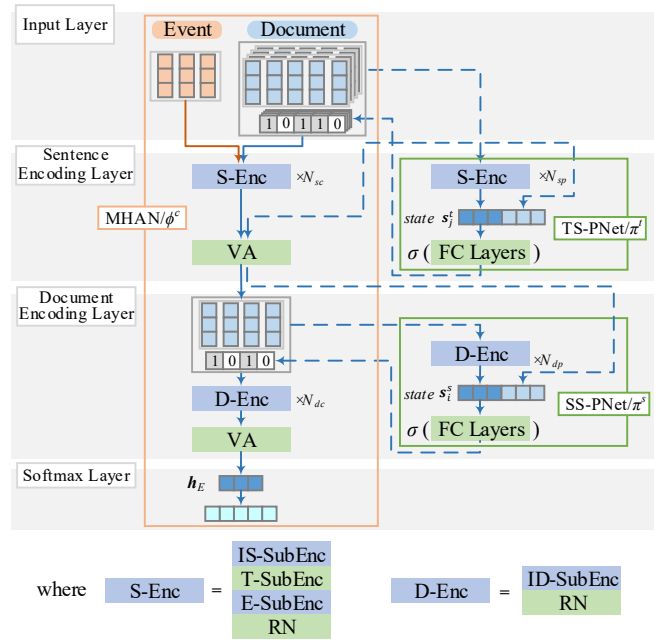 Input Layer
Event
Document
1 0 1 1 0
Sentence
Encoding Layer
S-Enc ×N_sc
S-Enc ×N_sp
MHAN/ϕ^c
state s_j^t
TS-PNet/π^t
VA
σ ( FC Layers )
Document
Encoding Layer
1 0 1 0
D-Enc ×N_dp
D-Enc ×N_dc
state s_i^s
SS-PNet/π^s
VA
σ ( FC Layers )
Softmax Layer
h_E
where S-Enc =
IS-SubEnc
T-SubEnc
E-SubEnc
RN
D-Enc =
ID-SubEnc
RN